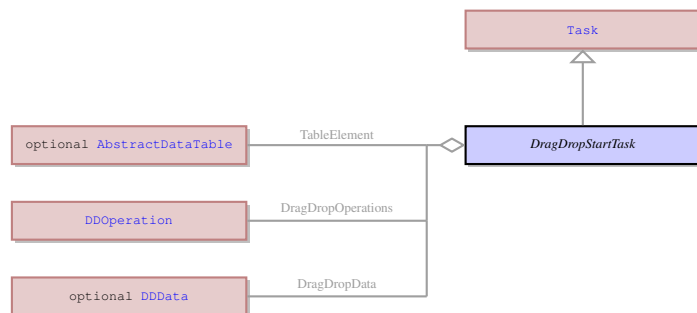 Task
optional AbstractDataTable
TableElement
DragDropStartTask
DDOperation
DragDropOperations
optional DDData
DragDropData